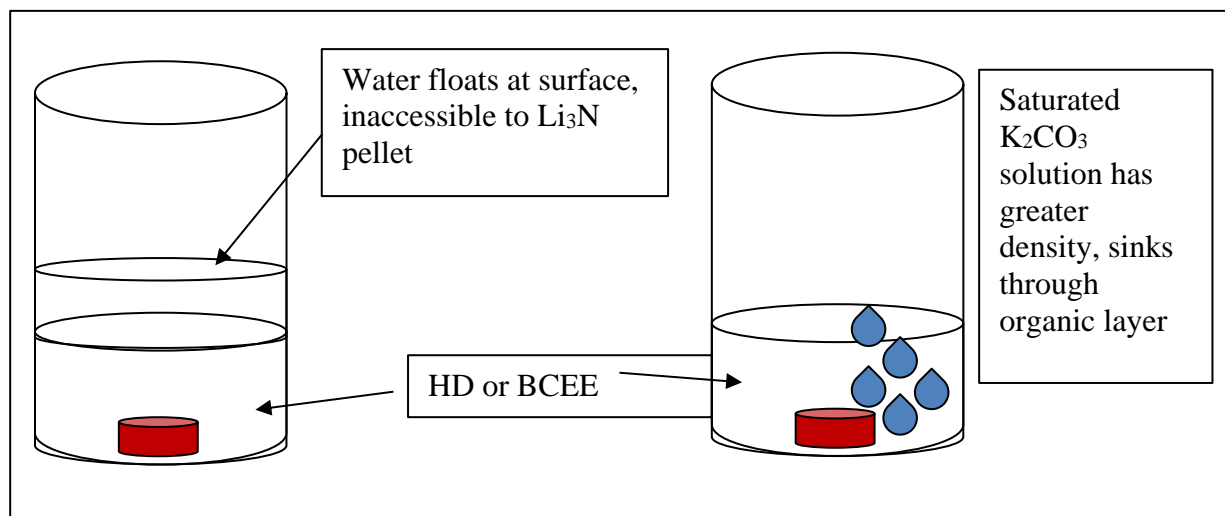 Water floats at surface,
inaccessible to Li₃N
pellet
HD or BCEE
Saturated
K₂CO₃
solution has
greater
density, sinks
through
organic layer